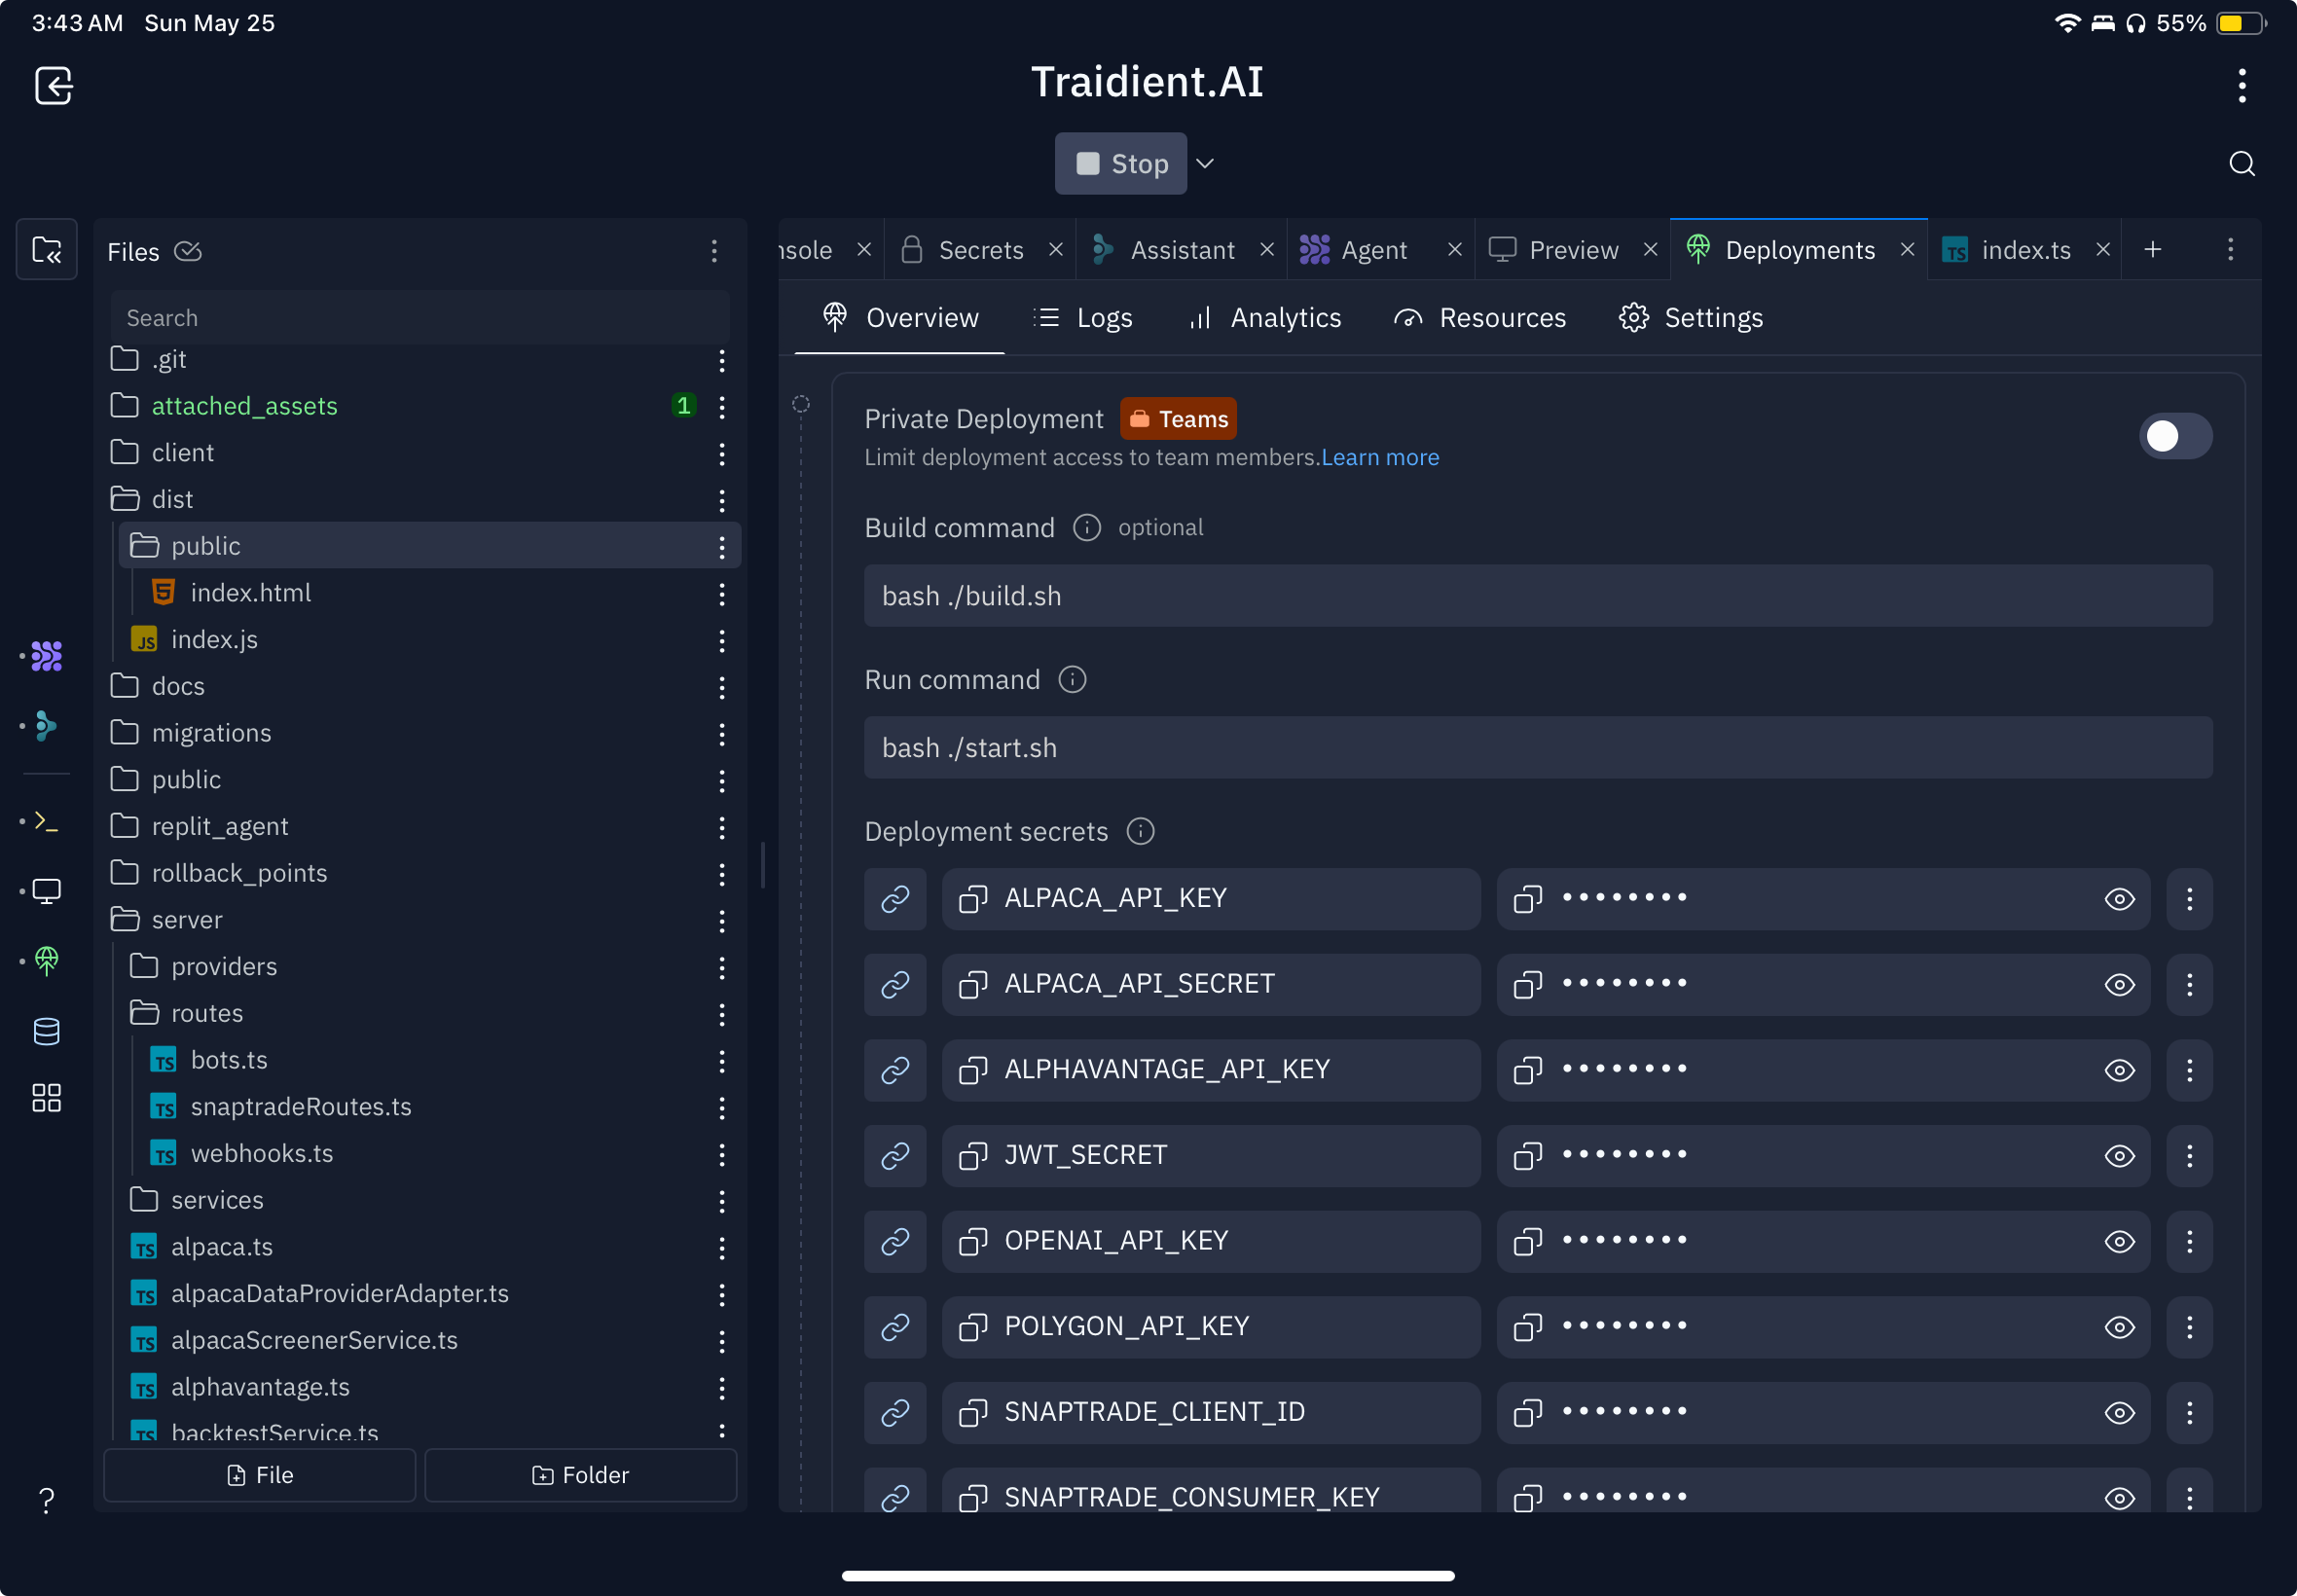 3:43 AM Sun May 25
55%
Traidient.AI
Stop
Files
Search
.git
attached_assets 1
client
dist
public
index.html
index.js
docs
migrations
public
replit_agent
rollback_points
server
providers
routes
bots.ts
snaptradeRoutes.ts
webhooks.ts
services
alpaca.ts
alpacaDataProviderAdapter.ts
alpacaScreenerService.ts
alphavantage.ts
backtestService.ts
File Folder
nsole Secrets Assistant Agent Preview Deployments index.ts
Overview Logs Analytics Resources Settings
Private Deployment Teams
Limit deployment access to team members.Learn more
Build command optional
bash ./build.sh
Run command
bash ./start.sh
Deployment secrets
ALPACA_API_KEY ••••••••
ALPACA_API_SECRET ••••••••
ALPHAVANTAGE_API_KEY ••••••••
JWT_SECRET ••••••••
OPENAI_API_KEY ••••••••
POLYGON_API_KEY ••••••••
SNAPTRADE_CLIENT_ID ••••••••
SNAPTRADE_CONSUMER_KEY ••••••••